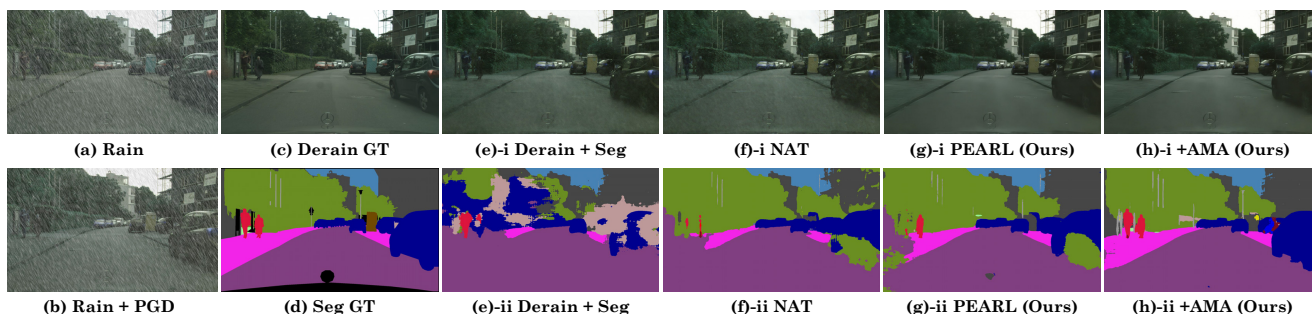 (a) Rain
(c) Derain GT
(e)-i Derain + Seg
(f)-i NAT
(g)-i PEARL (Ours)
(h)-i +AMA (Ours)
(b) Rain + PGD
(d) Seg GT
(e)-ii Derain + Seg
(f)-ii NAT
(g)-ii PEARL (Ours)
(h)-ii +AMA (Ours)